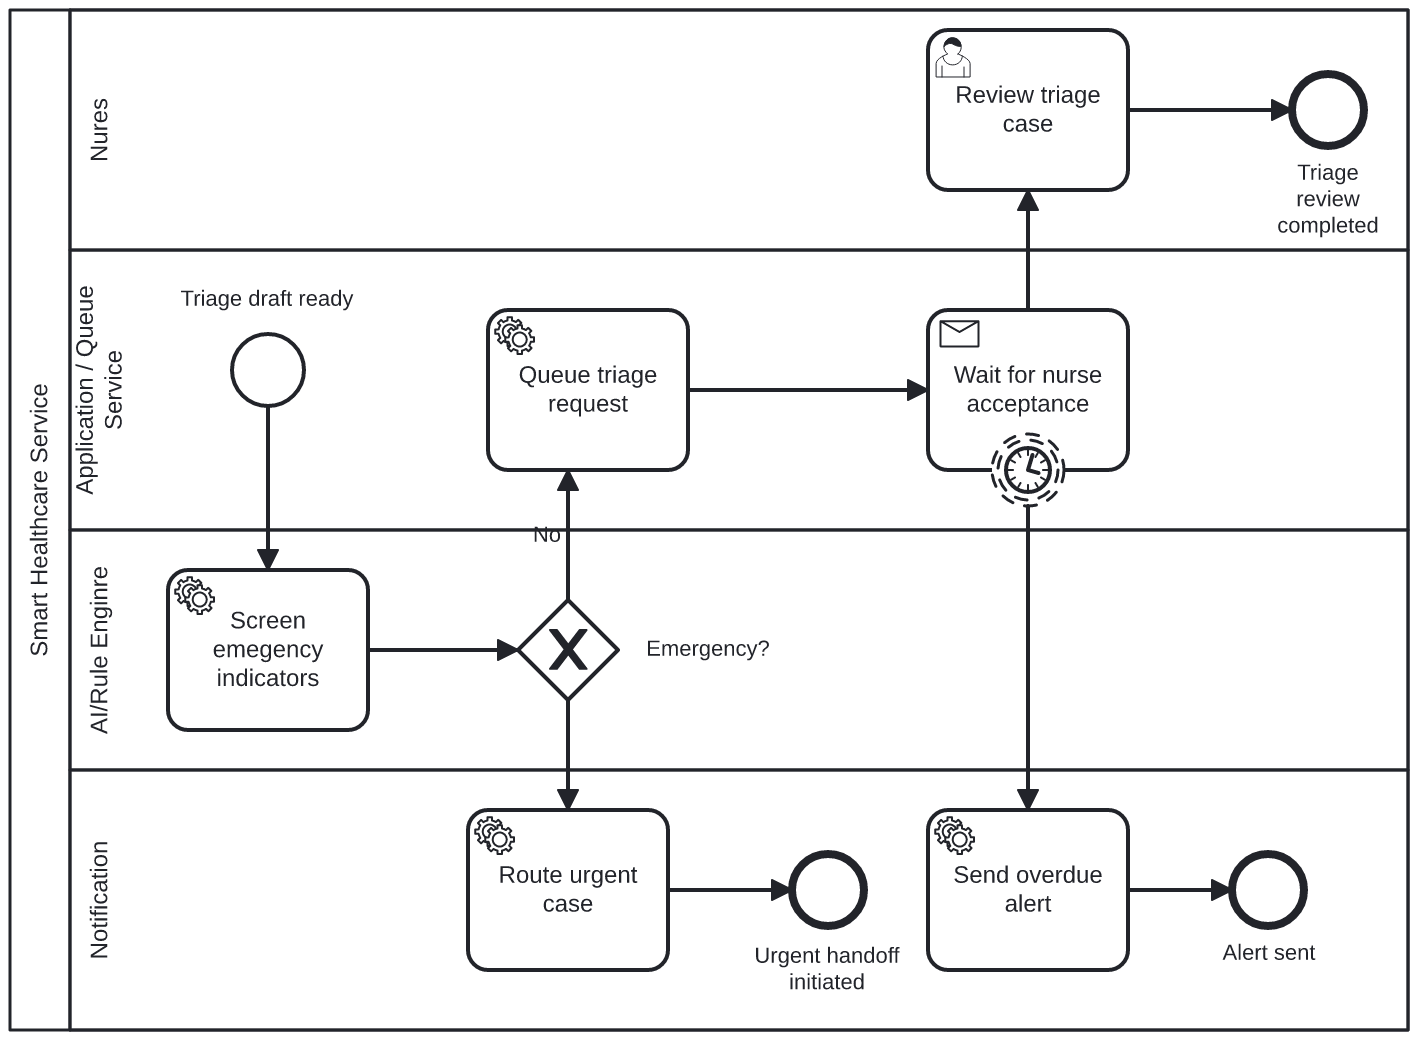 Smart Healthcare Service
Nures
Review triage
case
Triage
review
completed
Application / Queue
Service
Triage draft ready
Queue triage
request
Wait for nurse
acceptance
No
AI/Rule Enginre
Screen
emegency
indicators
X
Emergency?
Notification
Route urgent
case
Urgent handoff
initiated
Send overdue
alert
Alert sent